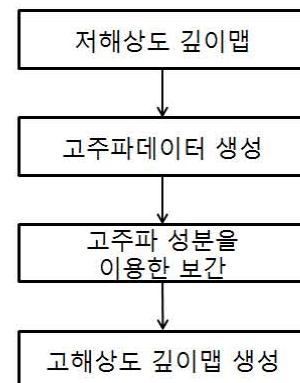 저해상도 깊이맵
고주파데이터 생성
고주파 성분을
이용한 보간
고해상도 깊이맵 생성